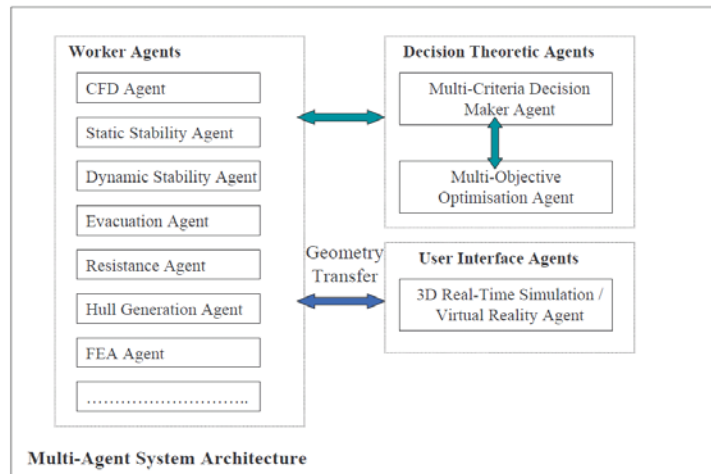 Worker Agents
CFD Agent
Static Stability Agent
Dynamic Stability Agent
Evacuation Agent
Resistance Agent
Hull Generation Agent
FEA Agent
………………………..
Geometry
Transfer
Decision Theoretic Agents
Multi-Criteria Decision
Maker Agent
Multi-Objective
Optimisation Agent
User Interface Agents
3D Real-Time Simulation /
Virtual Reality Agent
Multi-Agent System Architecture